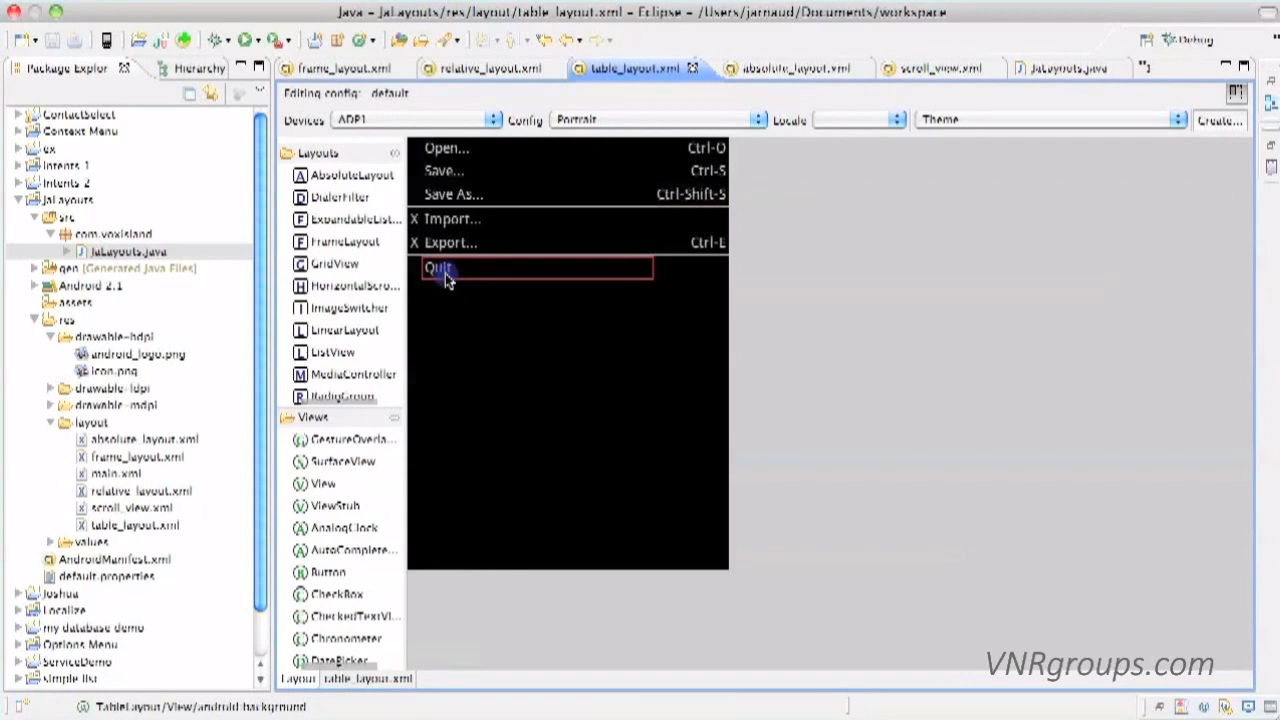 Java - JaLayouts/res/layout/table_layout.xml - Eclipse - /Users/jarnaud/Documents/workspace
Debug
Package Explor
Hierarchy
frame_layout.xml
relative_layout.xml
table_layout.xml
absolute_layout.xml
scroll_view.xml
JaLayouts.java
Editing config: default
Devices ADP1 Config Portrait Locale Theme Create...
ContactSelect
Context Menu
ex
Intents 1
Intents 2
JaLayouts
src
com.voxisland
JaLayouts.java
gen [Generated Java Files]
Android 2.1
assets
res
drawable-hdpi
android_logo.png
icon.png
drawable-ldpi
drawable-mdpi
layout
absolute_layout.xml
frame_layout.xml
main.xml
relative_layout.xml
scroll_view.xml
table_layout.xml
values
AndroidManifest.xml
default.properties
Joshua
Localize
my database demo
Options Menu
ServiceDemo
simple list
Layouts
A AbsoluteLayout
D DialerFilter
E ExpandableList...
F FrameLayout
G GridView
H HorizontalScro...
I ImageSwitcher
L LinearLayout
L ListView
M MediaController
R RadioGroup
Views
GestureOverla...
SurfaceView
View
ViewStub
AnalogClock
AutoComplete...
Button
CheckBox
CheckedTextVi...
Chronometer
DatePicker
Open... Ctrl-O
Save... Ctrl-S
Save As... Ctrl-Shift-S
X Import...
X Export... Ctrl-E
Quit
VNRgroups.com
Layout table_layout.xml
TableLayout/View/android:background